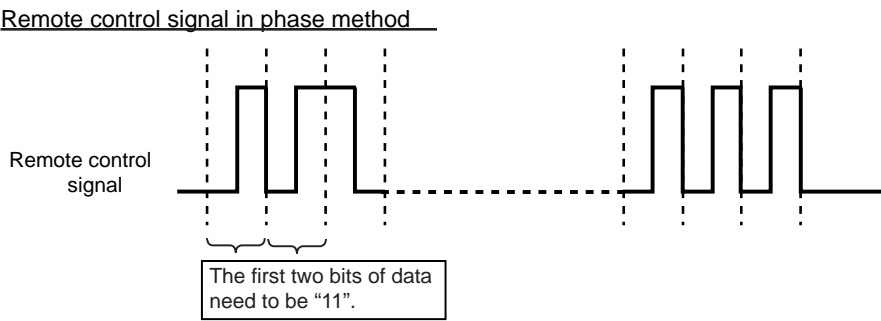 Remote control signal in phase method
Remote control
signal
The first two bits of data
need to be “11”.